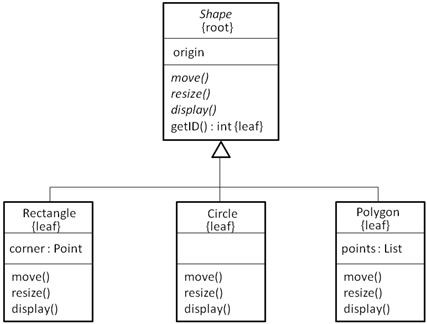 Shape
{root}
origin
move()
resize()
display()
getID() : int {leaf}
Rectangle
{leaf}
corner : Point
move()
resize()
display()
Circle
{leaf}
move()
resize()
display()
Polygon
{leaf}
points : List
move()
resize()
display()